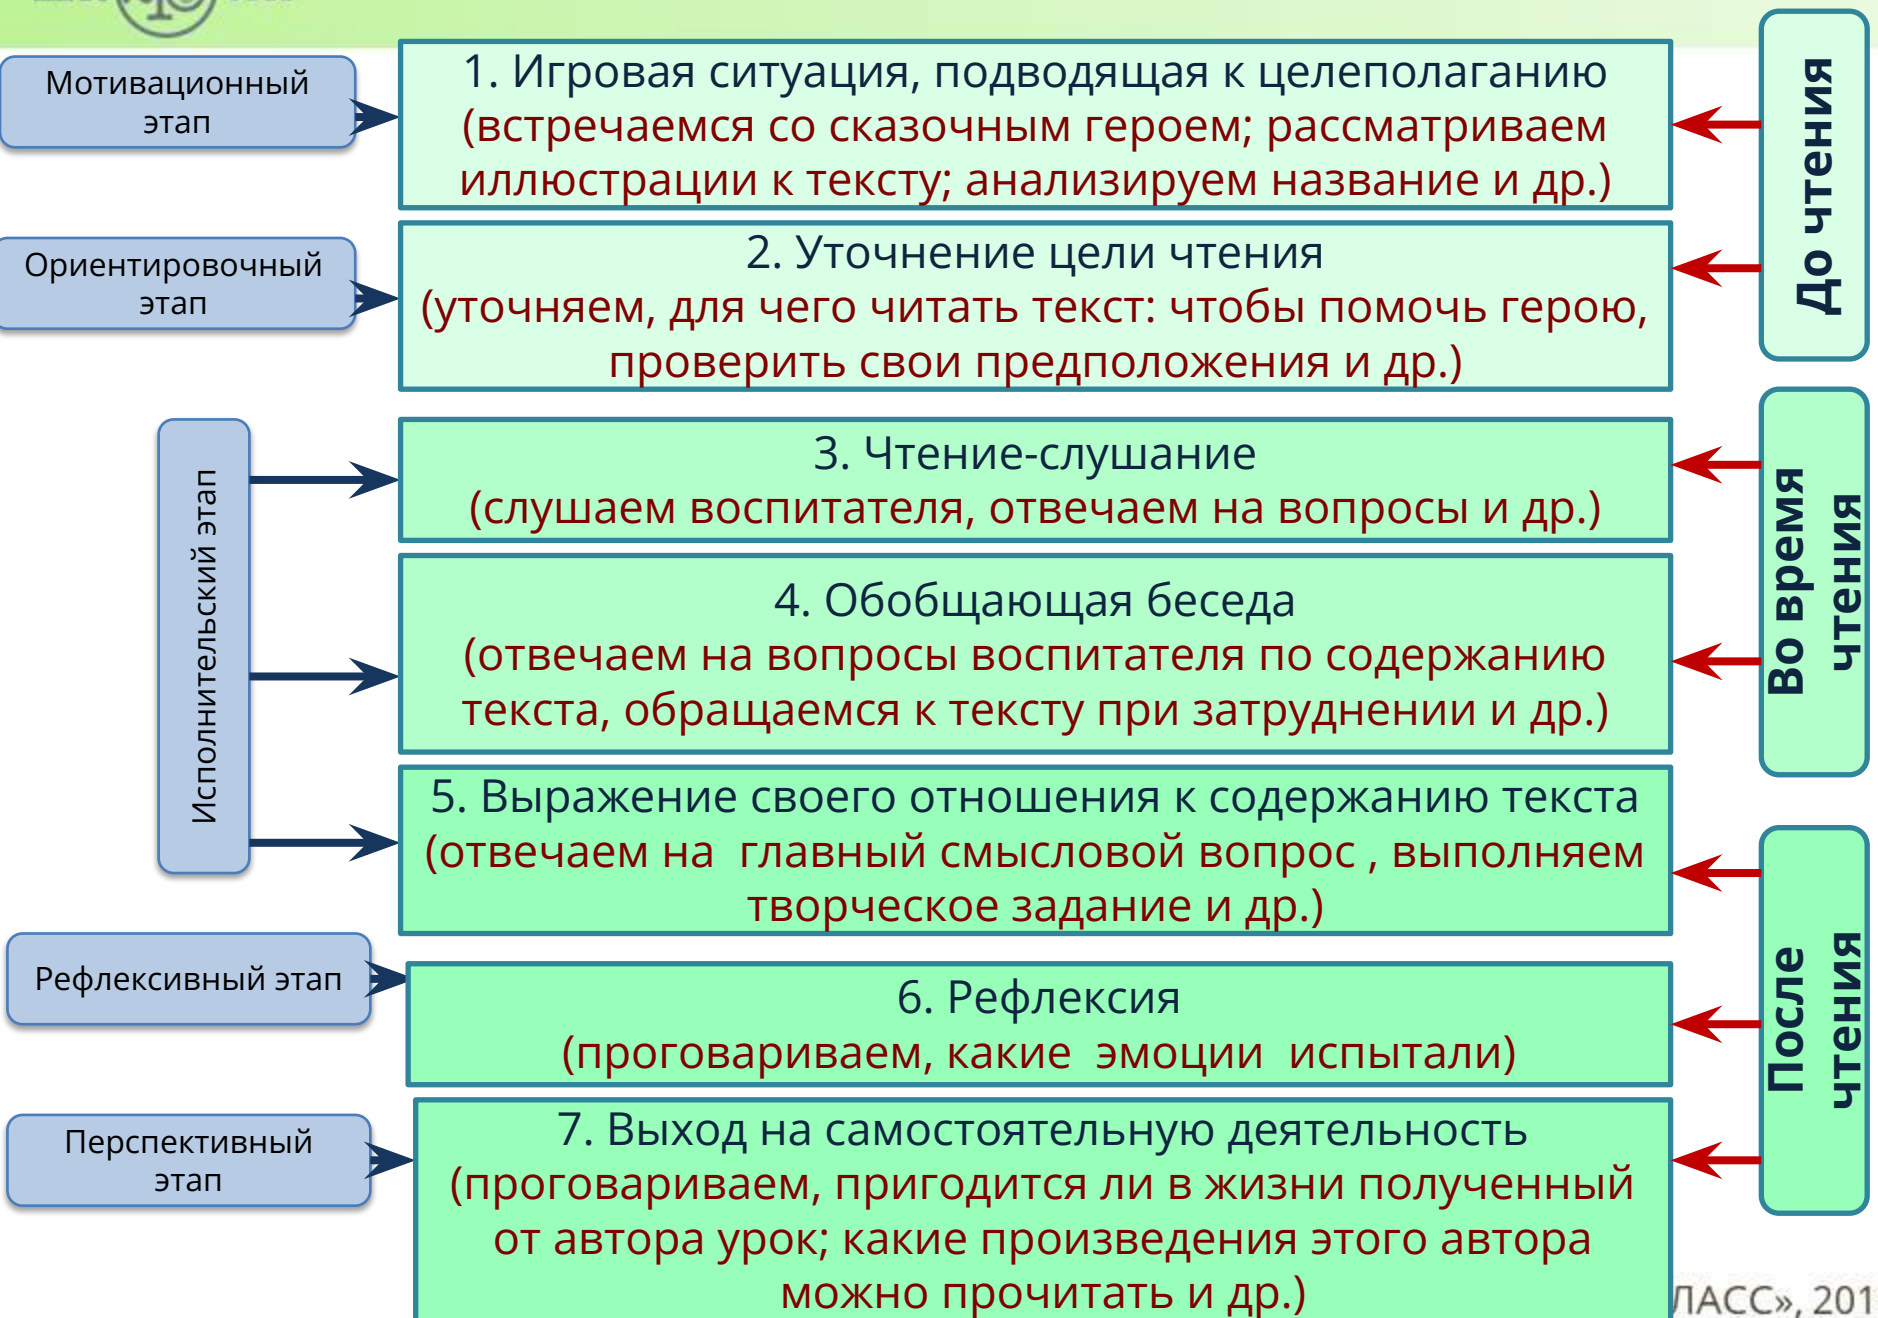 Мотивационный
этап
1. Игровая ситуация, подводящая к целеполаганию
(встречаемся со сказочным героем; рассматриваем
иллюстрации к тексту; анализируем название и др.)
До чтения
Ориентировочный
этап
2. Уточнение цели чтения
(уточняем, для чего читать текст: чтобы помочь герою,
проверить свои предположения и др.)
Исполнительский этап
3. Чтение-слушание
(слушаем воспитателя, отвечаем на вопросы и др.)
Во время
чтения
4. Обобщающая беседа
(отвечаем на вопросы воспитателя по содержанию
текста, обращаемся к тексту при затруднении и др.)
5. Выражение своего отношения к содержанию текста
(отвечаем на  главный смысловой вопрос , выполняем
творческое задание и др.)
После
чтения
Рефлексивный этап
6. Рефлексия
(проговариваем, какие  эмоции  испытали)
Перспективный
этап
7. Выход на самостоятельную деятельность
(проговариваем, пригодится ли в жизни полученный
от автора урок; какие произведения этого автора
можно прочитать и др.)
ЛАСС», 201